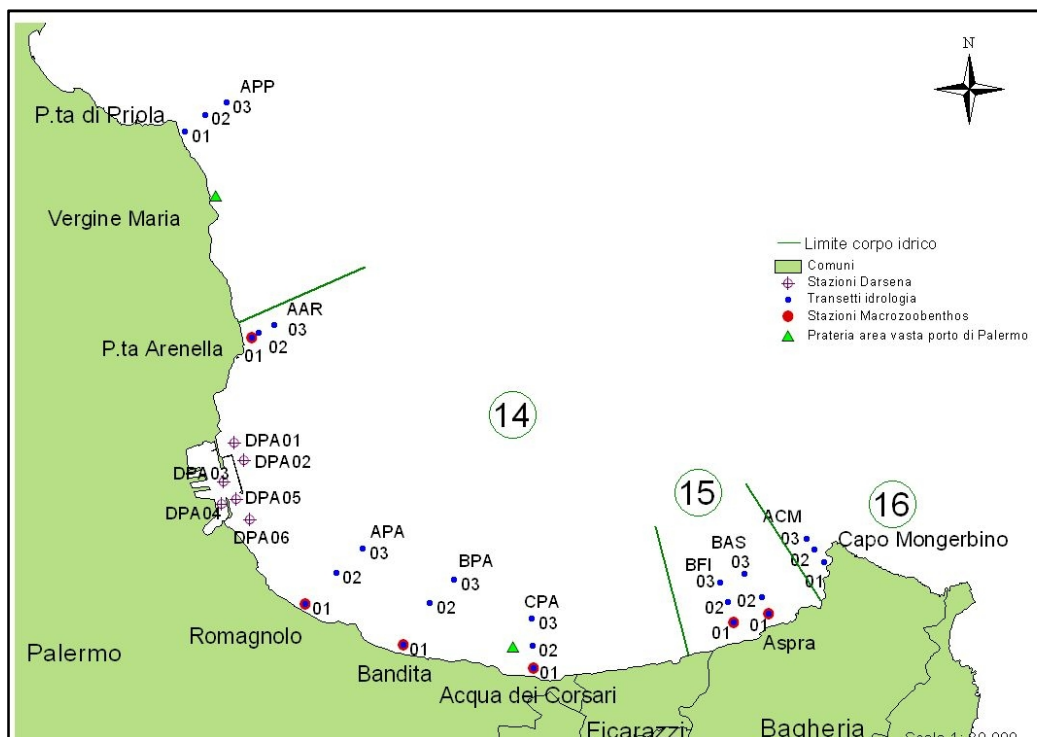 N
APP
03
02
01
P.ta di Priola
Vergine Maria
Limite corpo idrico
Comuni
Stazioni Darsena
Transetti idrologia
Stazioni Macrozoobenthos
Prateria area vasta porto di Palermo
AAR
03
02
01
P.ta Arenella
14
DPA01
DPA02
DPA03
DPA05
DPA04
DPA06
15
16
ACM
03
02
01
Capo Mongerbino
APA
03
02
01
BPA
03
02
01
CPA
03
02
01
BAS
03
02
01
BFI
03
02
01
Romagnolo
Aspra
Palermo
Bandita
Acqua dei Corsari
Ficarazzi
Bagheria